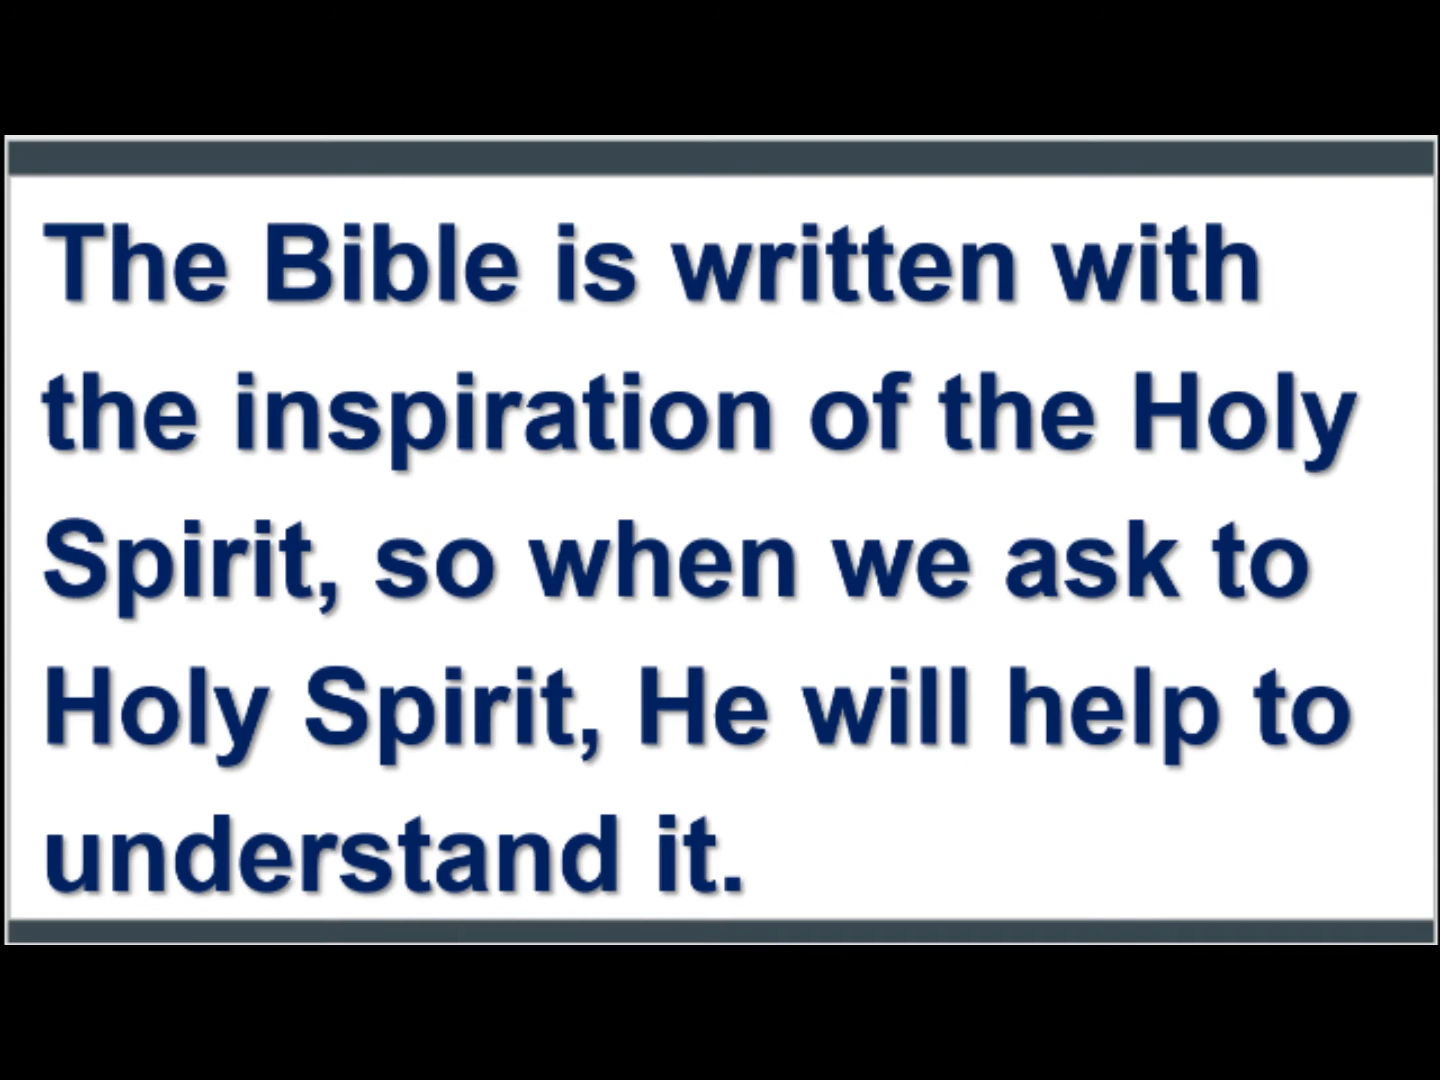 The Bible is written with
the inspiration of the Holy
Spirit, so when we ask to
Holy Spirit, He will help to
understand it.